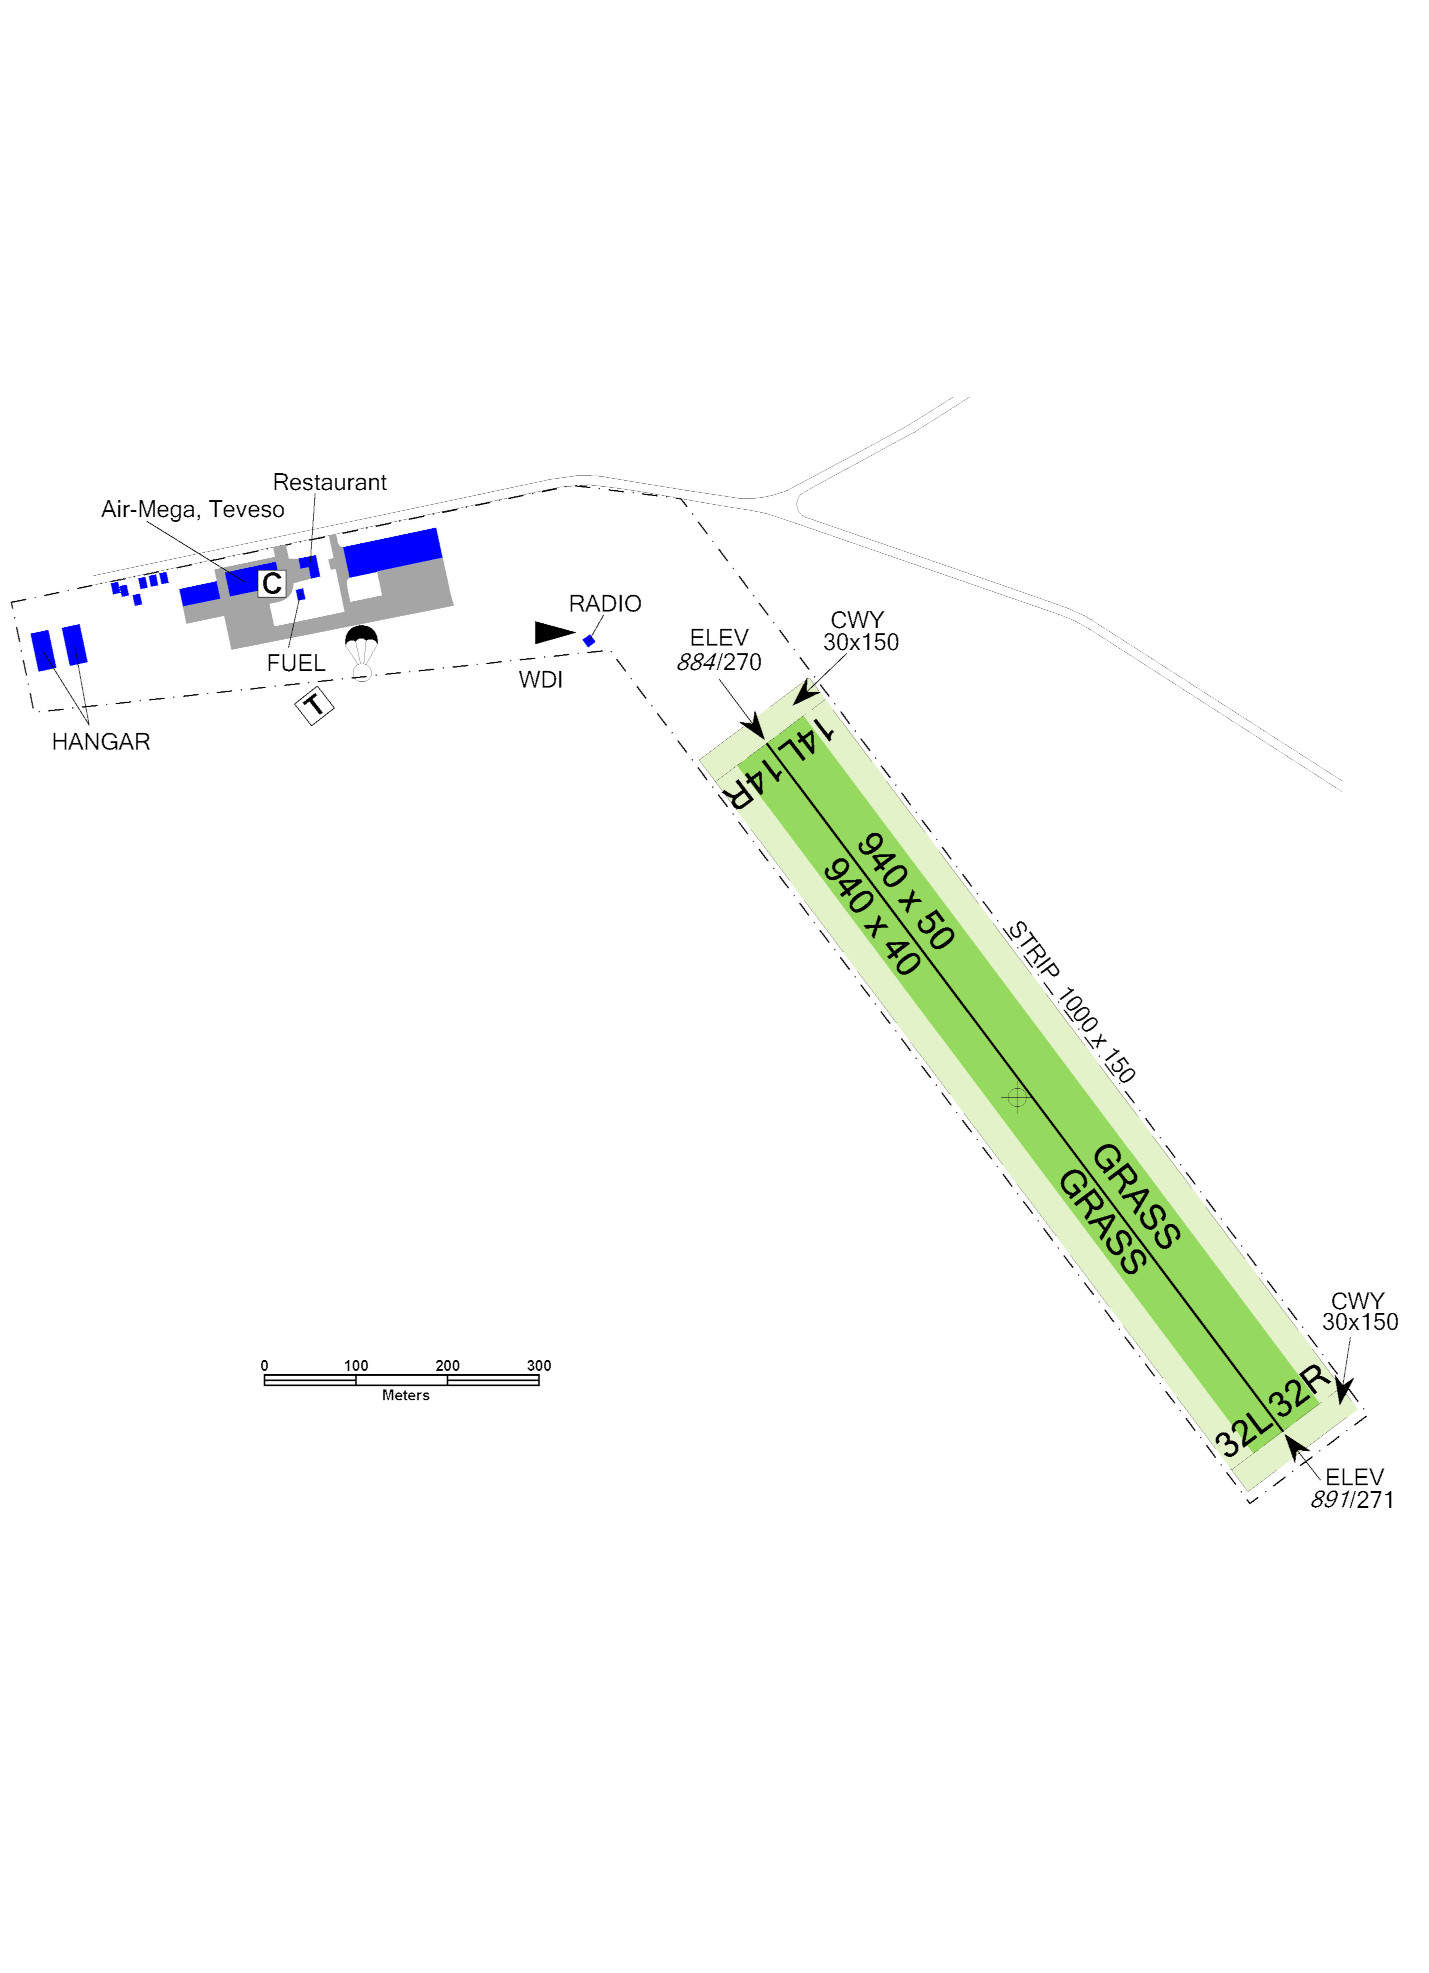 Restaurant
Air-Mega, Teveso
C
FUEL
HANGAR
T
WDI
RADIO
ELEV
884/270
CWY
30x150
14L
14R
940 x 50
940 x 40
STRIP 1000 x 150
GRASS
GRASS
CWY
30x150
32R
32L
ELEV
891/271
0 100 200 300
Meters